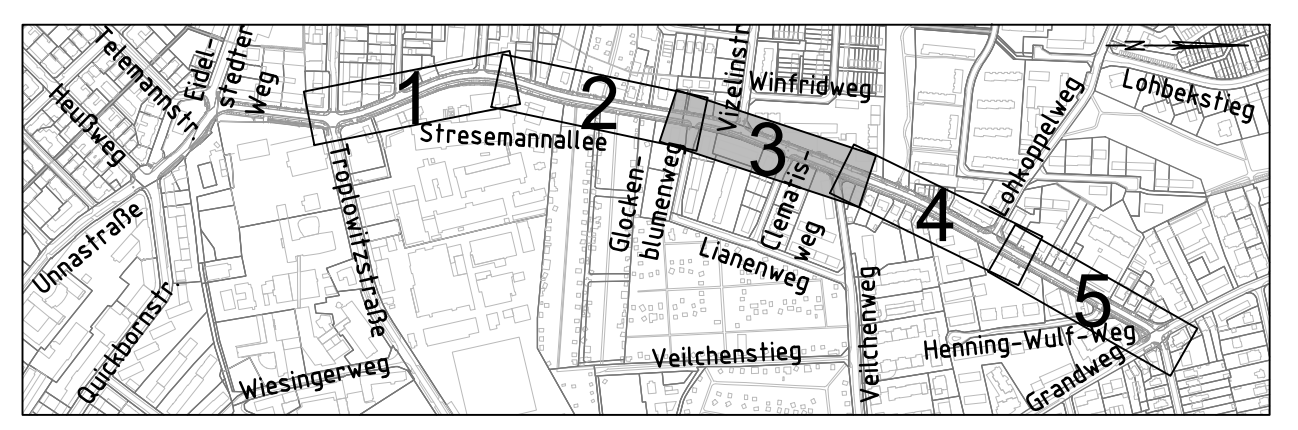 Telemannstr.
Heußweg
Eidel-
stedter
Weg
Unnastraße
Quickbornstr.
Wiesingerweg
Troplowitzstraße
1
Stresemannallee
2
Glocken-
blumenweg
Vizelinstr
Winfridweg
3
Clematis-
weg
Lianenweg
Veilchenstieg
Veilchenweg
4
Lohkoppelweg
Lohbekstieg
N
5
Henning-Wulf-Weg
Grandweg